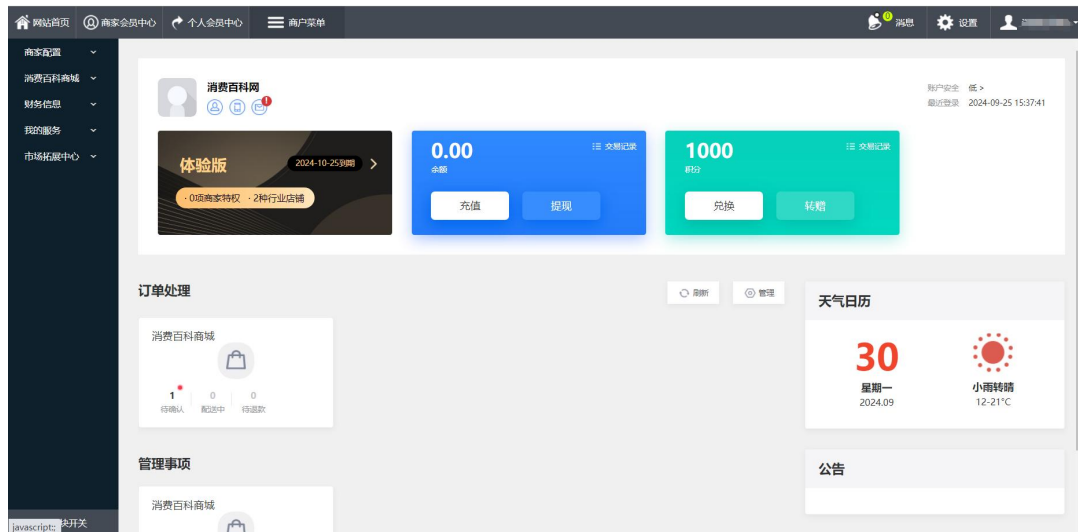 网站首页 商家会员中心 个人会员中心 商户菜单 0 消息 设置
商家配置
消费百科商城
财务信息
我的服务
市场拓展中心
消费百科网
1
账户安全 低 >
最近登录 2024-09-25 15:37:41
体验版 2024-10-25到期
· 0项商家特权 · 2种行业店铺
0.00 交易记录
余额
充值 提现
1000 交易记录
积分
兑换 转赠
订单处理 刷新 管理
消费百科商城
1 0 0
待确认 配送中 待退款
天气日历
30
星期一 小雨转晴
2024.09 12-21°C
管理事项
消费百科商城
公告
javascript:; 块开关